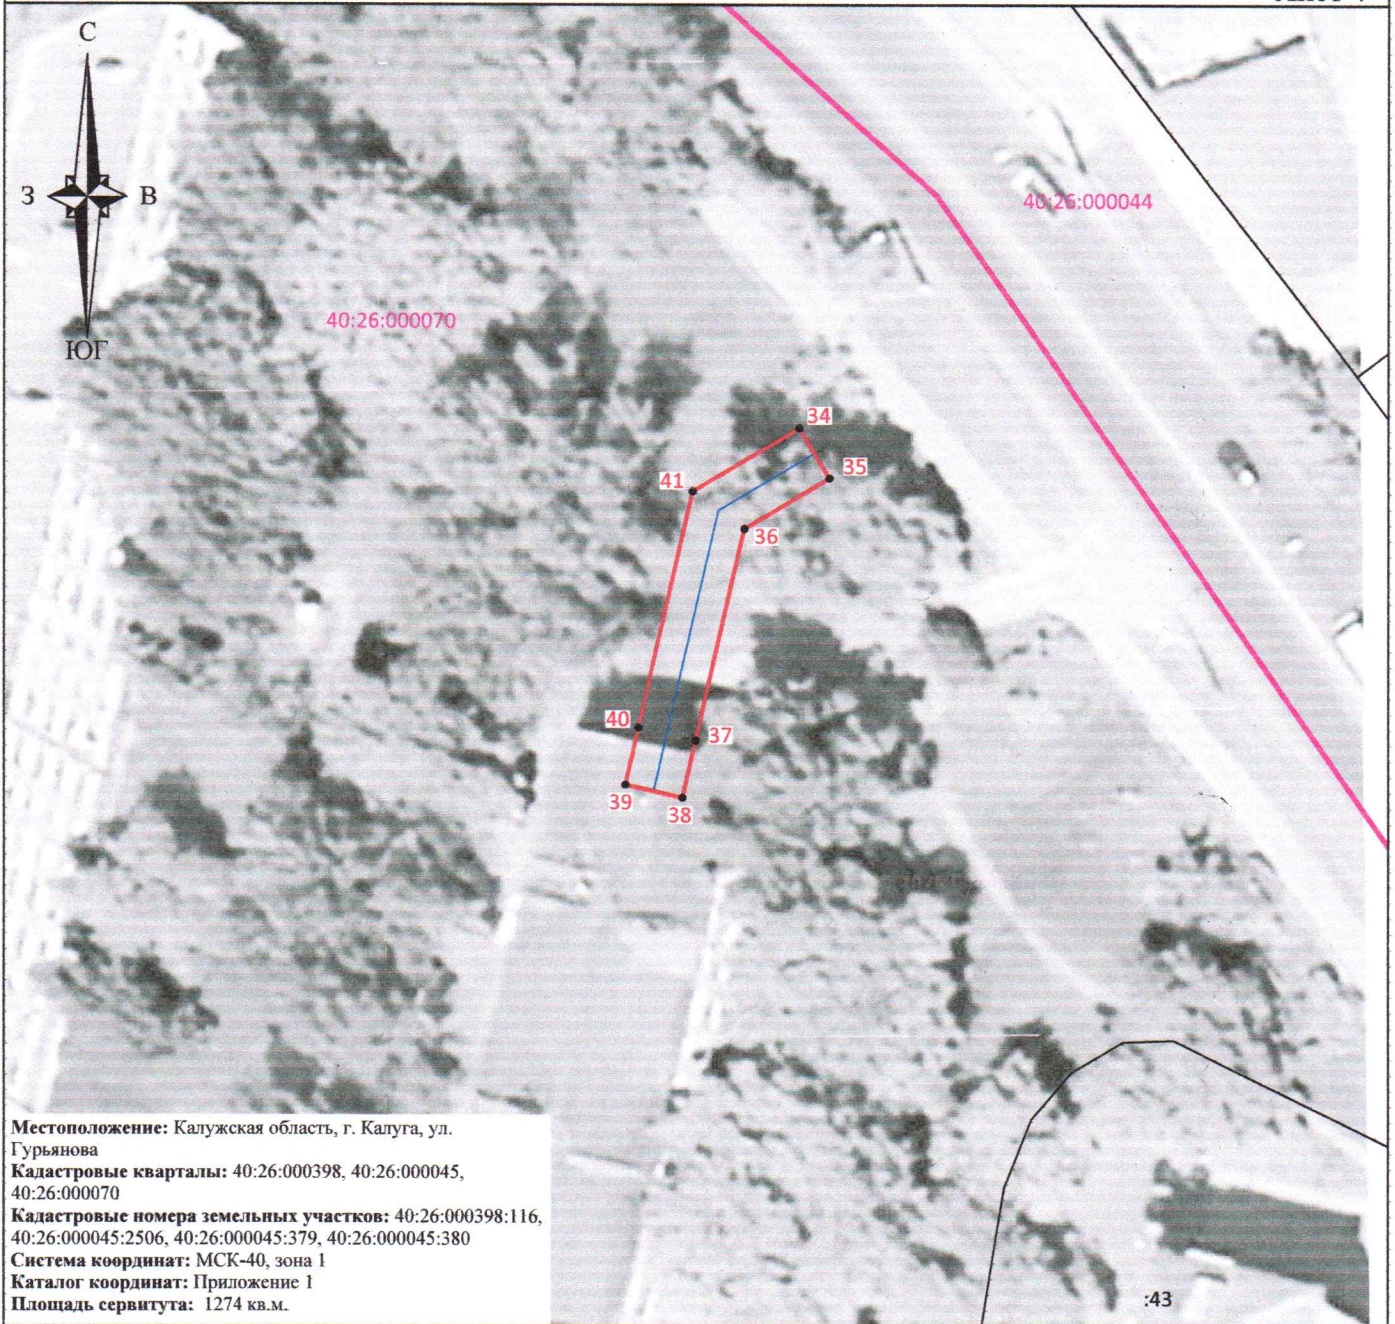 С
З
В
ЮГ
40:26:000044
40:26:000070
34
35
41
36
40
37
39
38
Местоположение: Калужская область, г. Калуга, ул.
Гурьянова
Кадастровые кварталы: 40:26:000398, 40:26:000045,
40:26:000070
Кадастровые номера земельных участков: 40:26:000398:116,
40:26:000045:2506, 40:26:000045:379, 40:26:000045:380
Система координат: МСК-40, зона 1
Каталог координат: Приложение 1
Площадь сервитута: 1274 кв.м.
:43